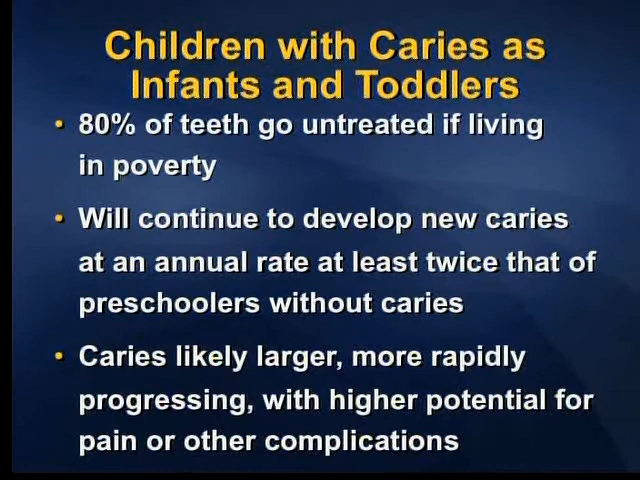 Children with Caries as
Infants and Toddlers
• 80% of teeth go untreated if living
in poverty
• Will continue to develop new caries
at an annual rate at least twice that of
preschoolers without caries
• Caries likely larger, more rapidly
progressing, with higher potential for
pain or other complications